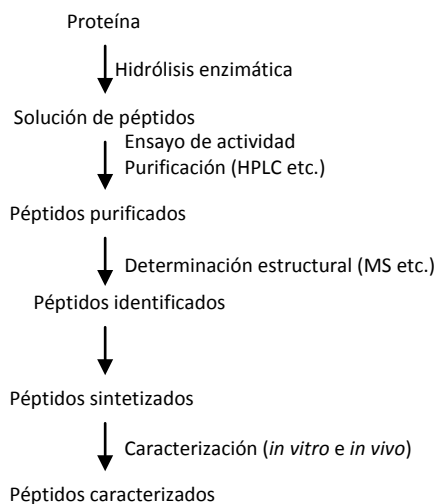 Proteína
Hidrólisis enzimática
Solución de péptidos
Ensayo de actividad
Purificación (HPLC etc.)
Péptidos purificados
Determinación estructural (MS etc.)
Péptidos identificados
Péptidos sintetizados
Caracterización (in vitro e in vivo)
Péptidos caracterizados